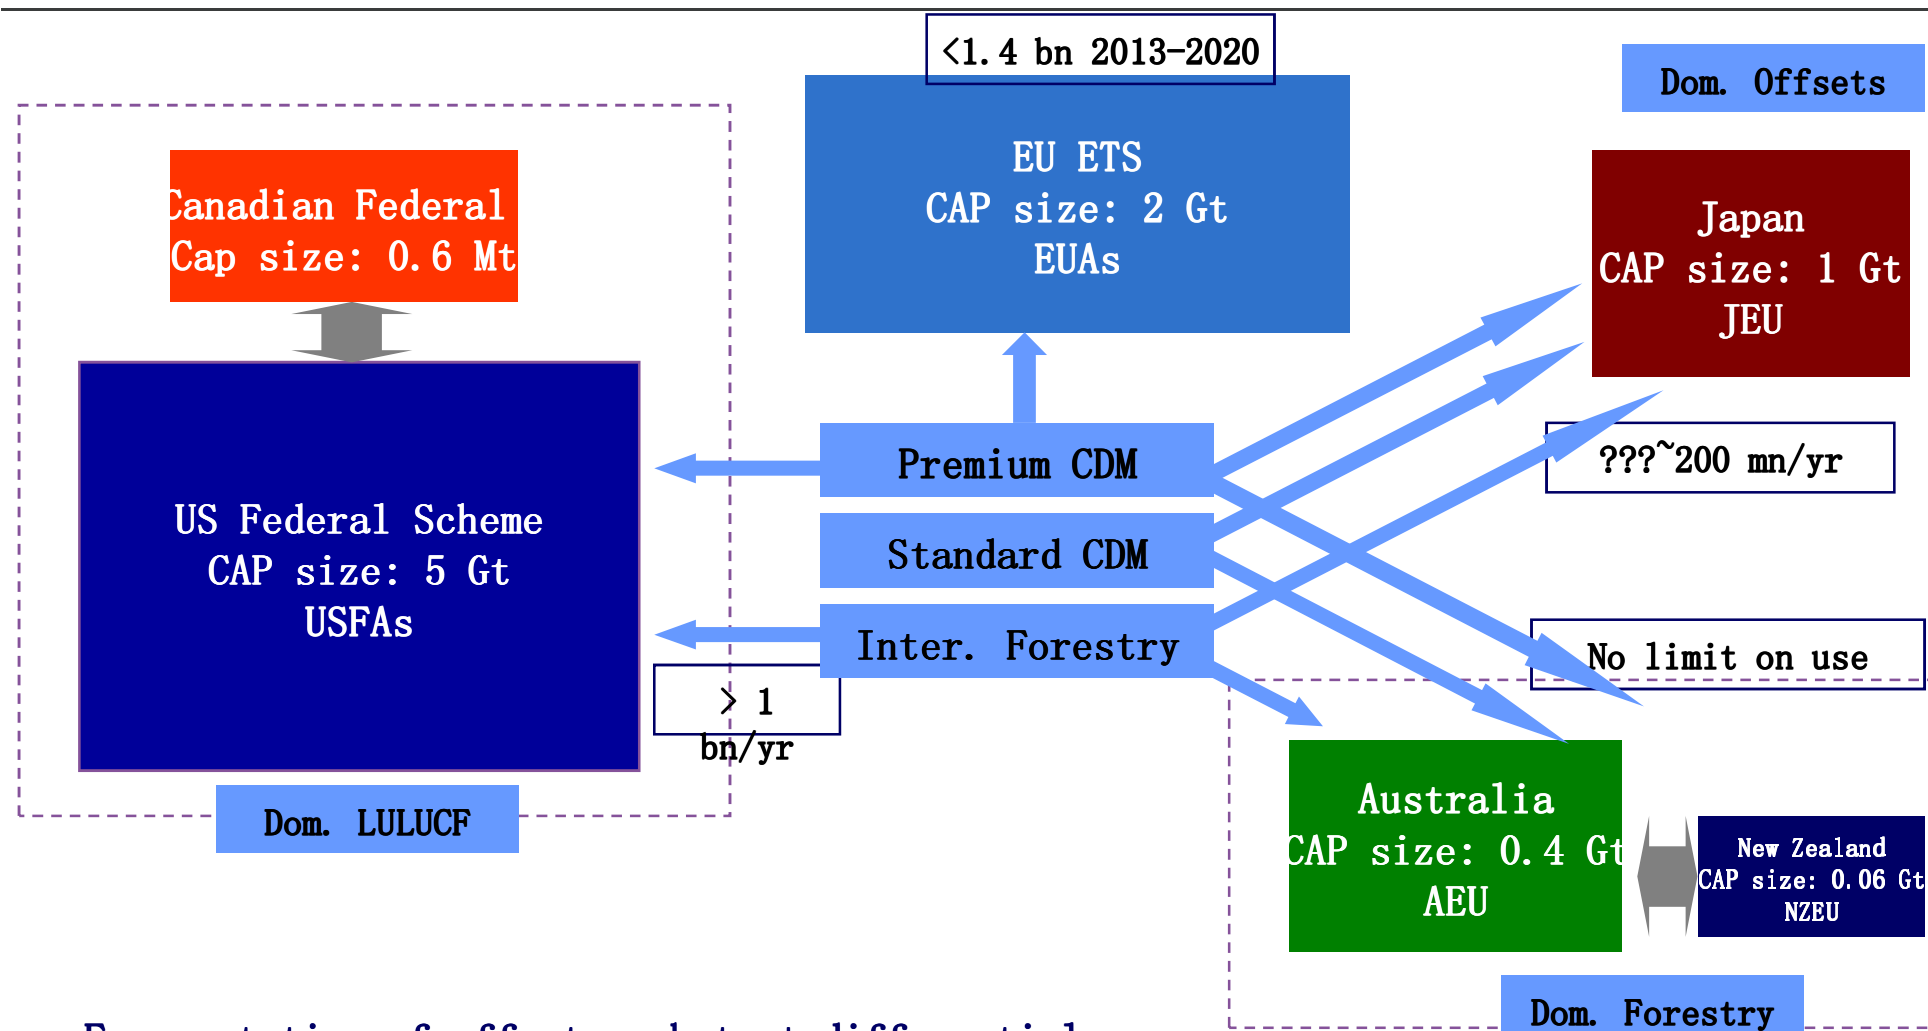 <1.4 bn 2013-2020
Dom. Offsets
EU ETS
CAP size: 2 Gt
EUAs
Canadian Federal
Cap size: 0.6 Mt
Japan
CAP size: 1 Gt
JEU
Premium CDM
???~200 mn/yr
US Federal Scheme
CAP size: 5 Gt
USFAs
Standard CDM
Inter. Forestry
No limit on use
> 1
bn/yr
Dom. LULUCF
Australia
CAP size: 0.4 Gt
AEU
New Zealand
CAP size: 0.06 Gt
NZEU
Dom. Forestry